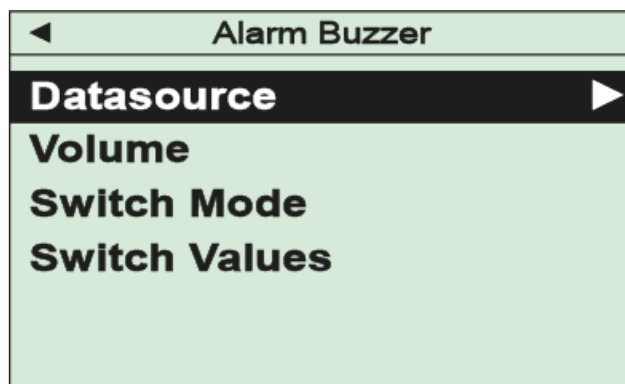 Alarm Buzzer
Datasource
Volume
Switch Mode
Switch Values